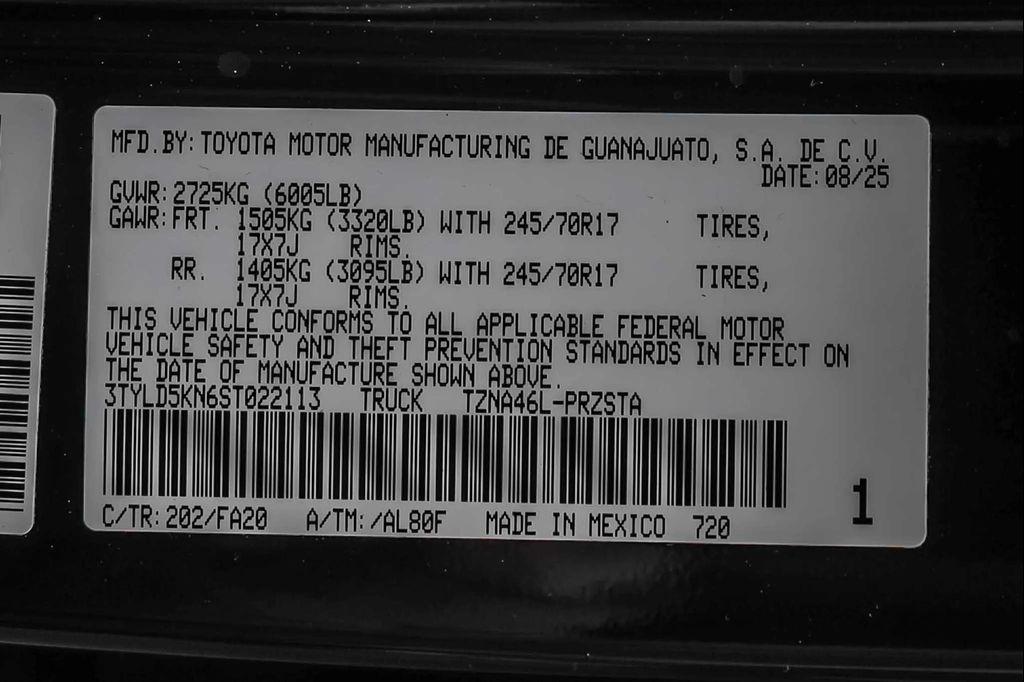 MFD.BY: TOYOTA MOTOR MANUFACTURING DE GUANAJUATO, S.A. DE C.V.
DATE: 08/25
GVWR: 2725KG (6005LB)
GAWR: FRT. 1505KG (3320LB) WITH 245/70R17 TIRES,
17X7J RIMS.
RR. 1405KG (3095LB) WITH 245/70R17 TIRES,
17X7J RIMS.
THIS VEHICLE CONFORMS TO ALL APPLICABLE FEDERAL MOTOR
VEHICLE SAFETY AND THEFT PREVENTION STANDARDS IN EFFECT ON
THE DATE OF MANUFACTURE SHOWN ABOVE.
3TYLD5KN6ST022113 TRUCK TZNA46L-PRZSTA
1
C/TR: 202/FA20 A/TM: /AL80F MADE IN MEXICO 720